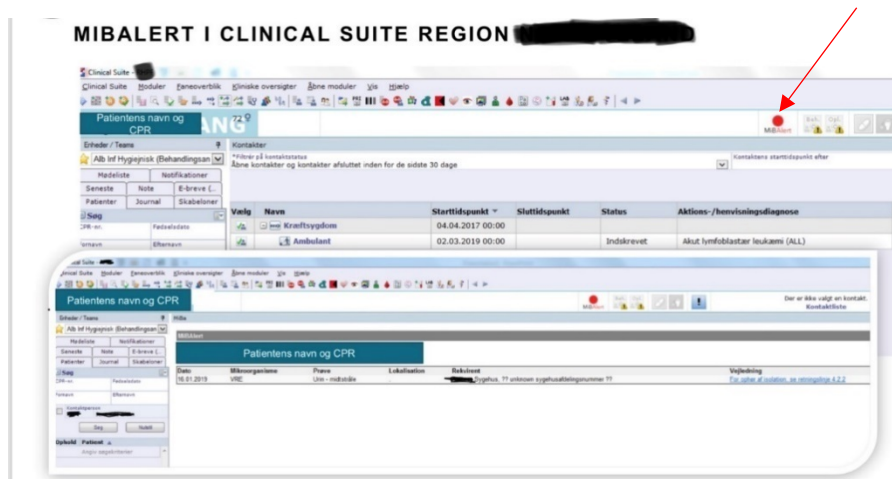 MIBALERT I CLINICAL SUITE REGION
Clinical Suite -
Clinical Suite Moduler Faneoverblik Kliniske oversigter Åbne moduler Vis Hjælp
Patientens navn og
CPR
ANG
72 ♀
MiBAlert
Enheder / Teams
Kontakter
Alb Inf Hygiejnisk (Behandlingsan
*Filtrér på kontaktstatus
Åbne kontakter og kontakter afsluttet inden for de sidste 30 dage
Kontaktens starttidspunkt efter
Mødeliste Notifikationer
Seneste Note E-breve (...
Patienter Journal Skabeloner
Søg
CPR-nr. Fødselsdato
Fornavn Efternavn
Vælg Navn Starttidspunkt Sluttidspunkt Status Aktions-/henvisningsdiagnose
Kræftsygdom 04.04.2017 00:00
Ambulant 02.03.2019 00:00 Indskrevet Akut lymfoblastær leukæmi (ALL)
Clinical Suite Moduler Faneoverblik Kliniske oversigter Åbne moduler Vis Hjælp
Patientens navn og CPR
MiBAlert
Der er ikke valgt en kontakt.
Kontaktliste
Enheder / Teams
MiBa
Alb Inf Hygiejnisk (Behandlingsan
MiBAlert
Mødeliste Notifikationer
Seneste Note E-breve (...
Patienter Journal Skabeloner
Patientens navn og CPR
Søg
CPR-nr. Fødselsdato
Fornavn Efternavn
Dato Mikroorganisme Prøve Lokalisation Rekvirent Vejledning
16.01.2019 VRE Urin - midtstråle Sygehus, ?? unknown sygehusafdelingsnummer ?? For ophør af isolation, se retningslinje 4.2.2
Kontaktperson
Søg Nulstil
Ophold Patient
Angiv søgekriterier